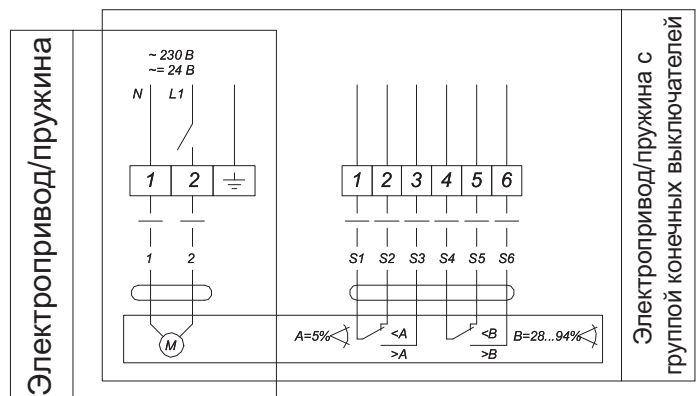 Электропривод/пружина
~ 230 В
~= 24 В
N L1
1 2
1 2 3 4 5 6
1 2
S1 S2 S3 S4 S5 S6
M
A=5% <A >A
<B >B B=28...94%
Электропривод/пружина с
группой конечных выключателей